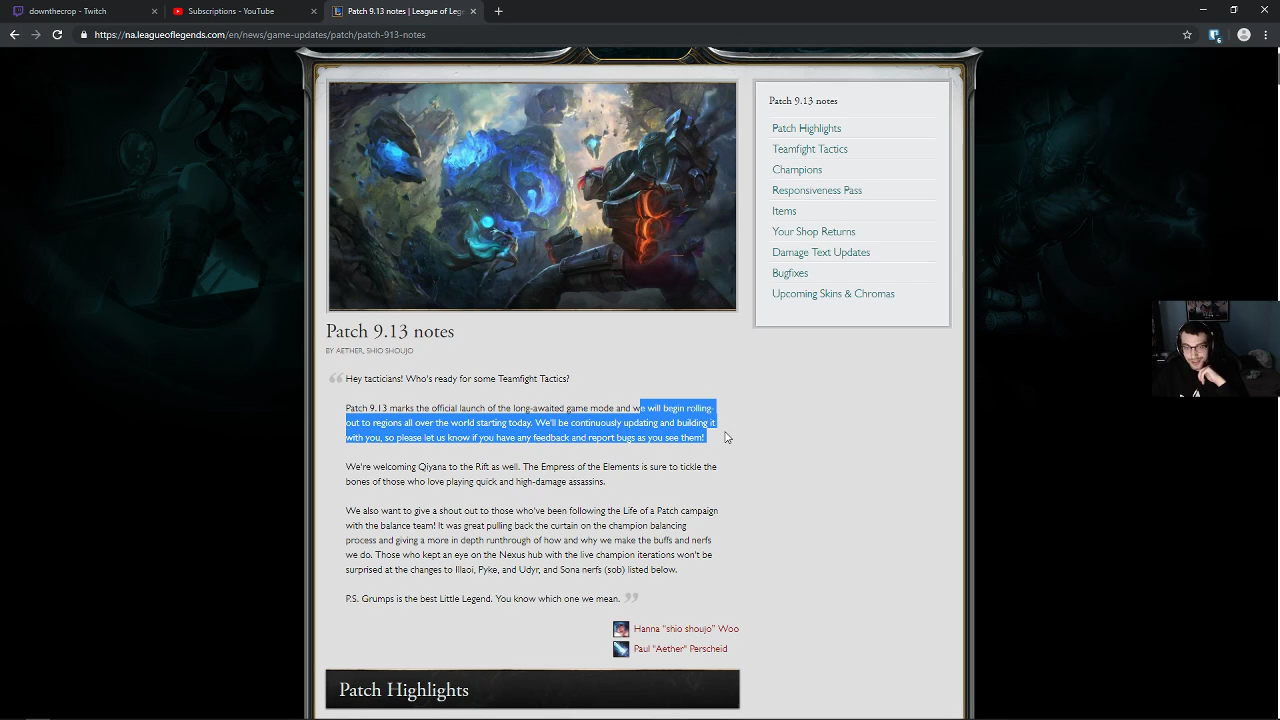 downthecrop - Twitch
Subscriptions - YouTube
Patch 9.13 notes | League of Leg
https://na.leagueoflegends.com/en/news/game-updates/patch/patch-913-notes
Patch 9.13 notes
Patch Highlights
Teamfight Tactics
Champions
Responsiveness Pass
Items
Your Shop Returns
Damage Text Updates
Bugfixes
Upcoming Skins & Chromas
Patch 9.13 notes
BY AETHER, SHIO SHOUJO
Hey tacticians! Who's ready for some Teamfight Tactics?
Patch 9.13 marks the official launch of the long-awaited game mode and we will begin rolling-
out to regions all over the world starting today. We'll be continuously updating and building it
with you, so please let us know if you have any feedback and report bugs as you see them!
We're welcoming Qiyana to the Rift as well. The Empress of the Elements is sure to tickle the
bones of those who love playing quick and high-damage assassins.
We also want to give a shout out to those who've been following the Life of a Patch campaign
with the balance team! It was great pulling back the curtain on the champion balancing
process and giving a more in depth runthrough of how and why we make the buffs and nerfs
we do. Those who kept an eye on the Nexus hub with the live champion iterations won't be
surprised at the changes to Illaoi, Pyke, and Udyr, and Sona nerfs (sob) listed below.
P.S. Grumps is the best Little Legend. You know which one we mean.
Hanna "shio shoujo" Woo
Paul "Aether" Perscheid
Patch Highlights